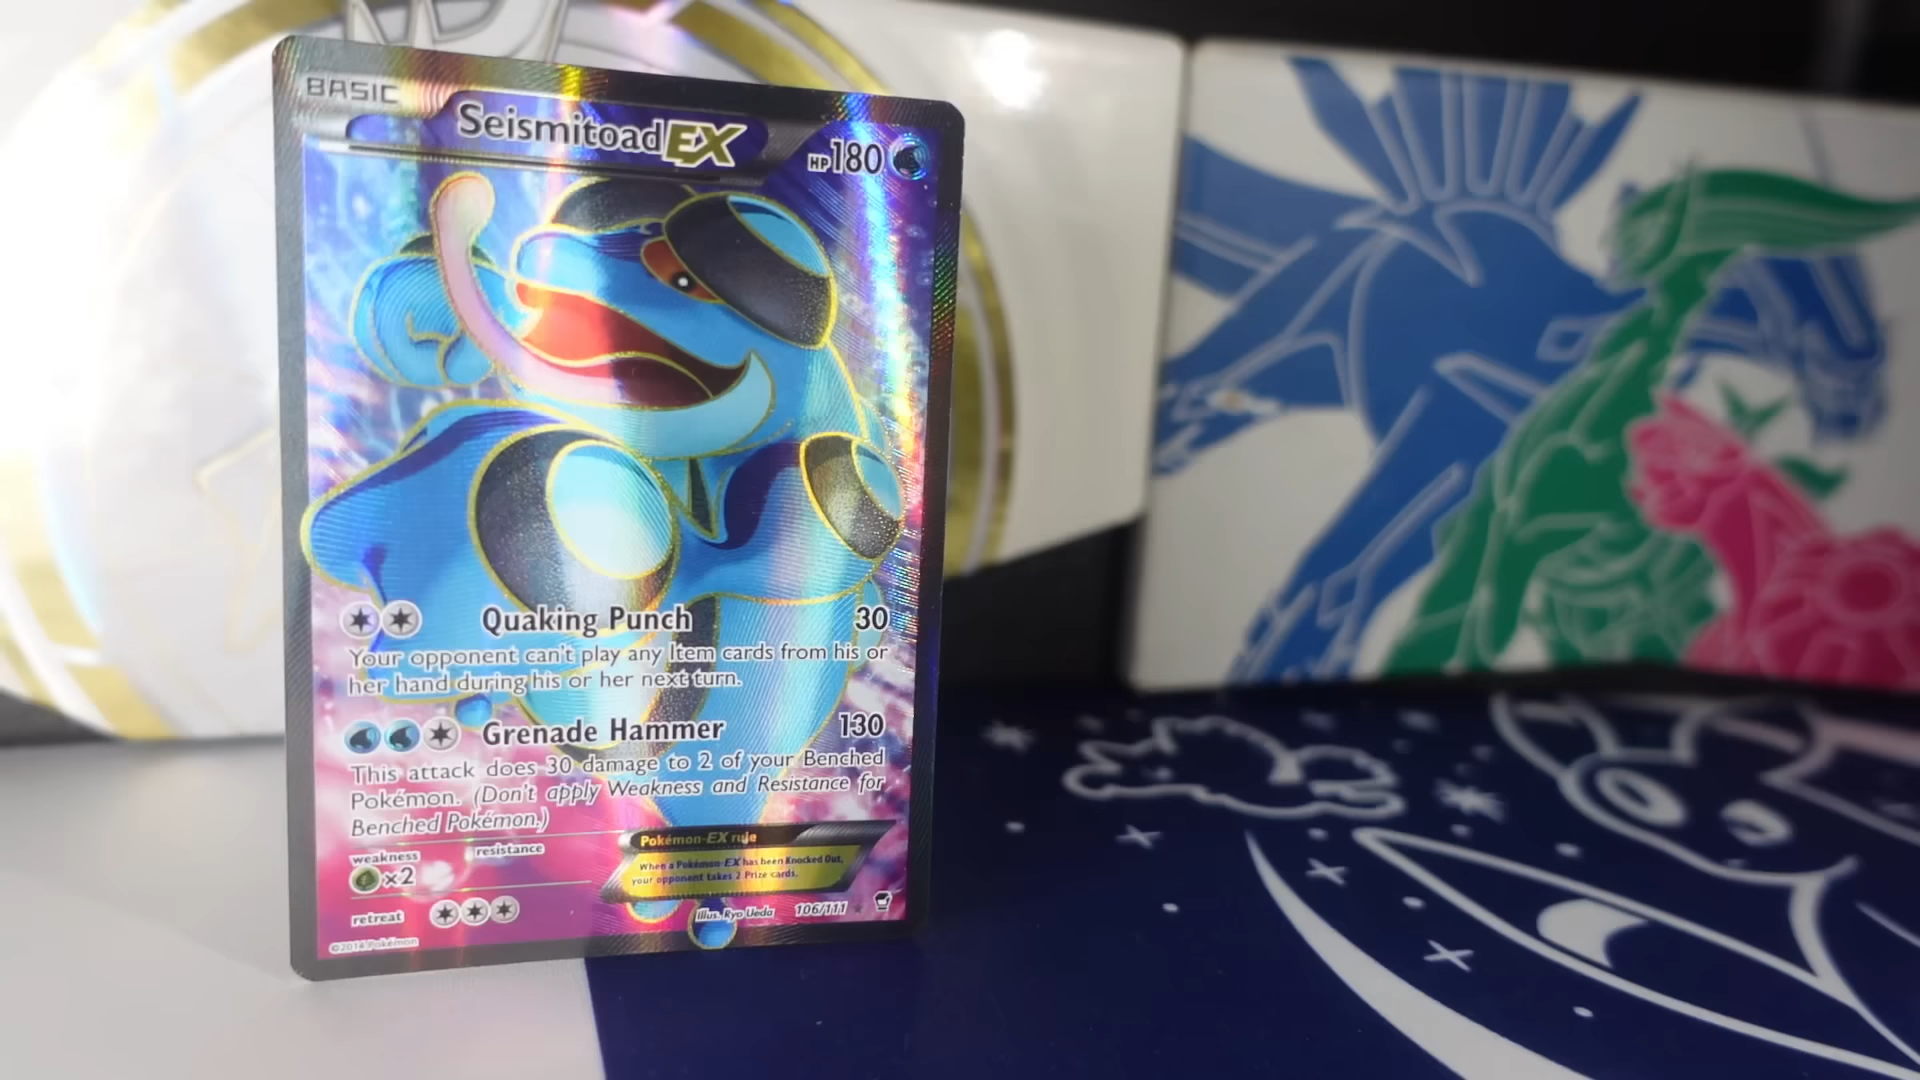 BASIC
Seismitoad EX
HP180
Quaking Punch 30
Your opponent can't play any Item cards from his or
her hand during his or her next turn.
Grenade Hammer 130
This attack does 30 damage to 2 of your Benched
Pokémon. (Don't apply Weakness and Resistance for
Benched Pokémon.)
weakness resistance
×2
Pokémon-EX rule
When a Pokémon-EX has been Knocked Out,
your opponent takes 2 Prize cards.
retreat
Illus. Ryo Ueda 106/111
©2014 Pokémon